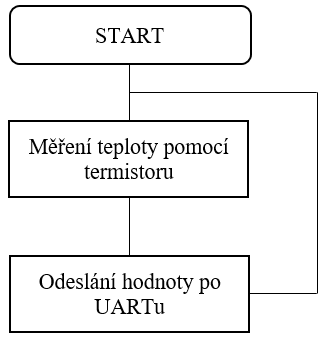 START
Měření teploty pomocí
termistoru
Odeslání hodnoty po
UARTu